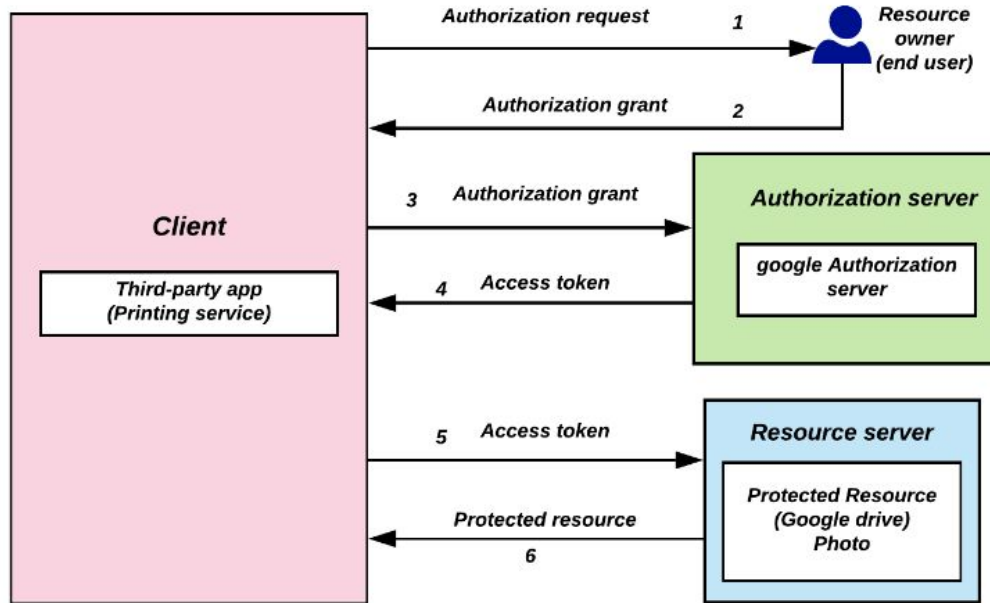 Authorization request
1
Resource
owner
(end user)
Authorization grant
2
3
Authorization grant
Authorization server
google Authorization
server
4
Access token
Client
Third-party app
(Printing service)
5
Access token
Resource server
Protected Resource
(Google drive)
Photo
Protected resource
6